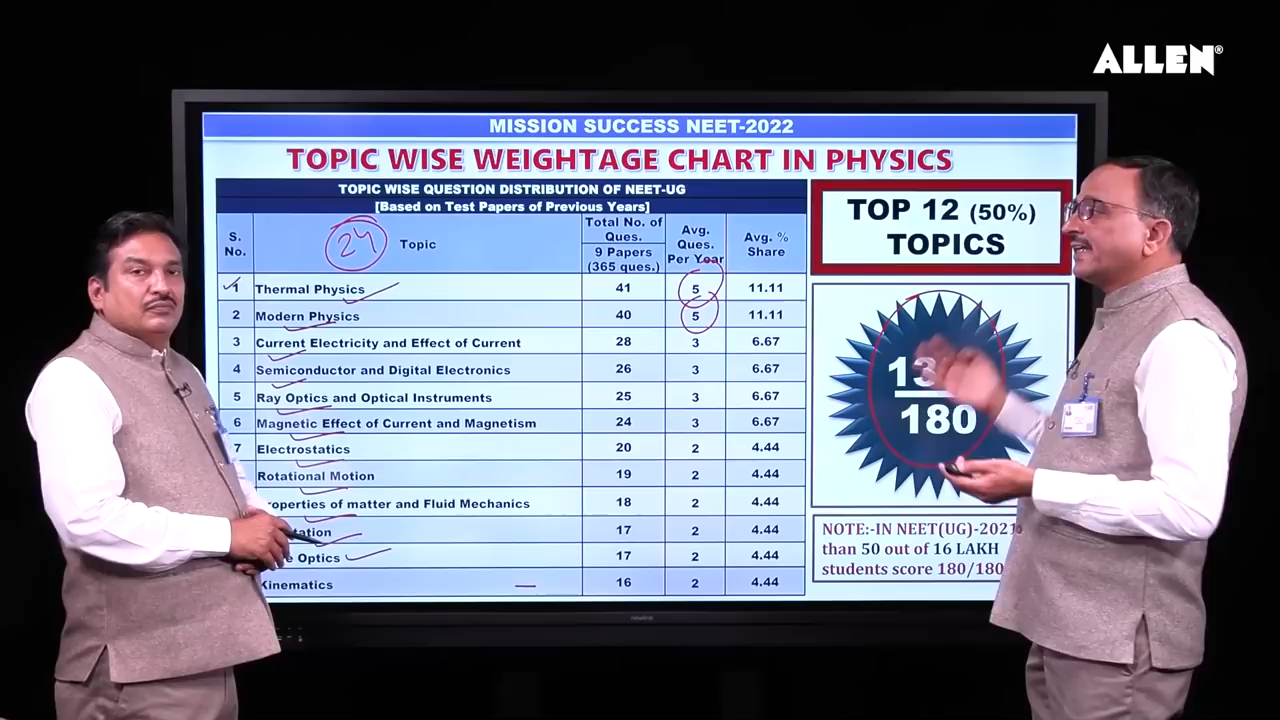 ALLEN®
MISSION SUCCESS NEET-2022
TOPIC WISE WEIGHTAGE CHART IN PHYSICS
TOPIC WISE QUESTION DISTRIBUTION OF NEET-UG
[Based on Test Papers of Previous Years]
S. No. Topic Total No. of Ques. 9 Papers (365 ques.) Avg. Ques. Per Year Avg. % Share
24
1 Thermal Physics 41 5 11.11
2 Modern Physics 40 5 11.11
3 Current Electricity and Effect of Current 28 3 6.67
4 Semiconductor and Digital Electronics 26 3 6.67
5 Ray Optics and Optical Instruments 25 3 6.67
6 Magnetic Effect of Current and Magnetism 24 3 6.67
7 Electrostatics 20 2 4.44
Rotational Motion 19 2 4.44
roperties of matter and Fluid Mechanics 18 2 4.44
tation 17 2 4.44
e Optics 17 2 4.44
Kinematics 16 2 4.44
TOP 12 (50%)
TOPICS
180
NOTE:-IN NEET(UG)-2021
than 50 out of 16 LAKH
students score 180/180
newline